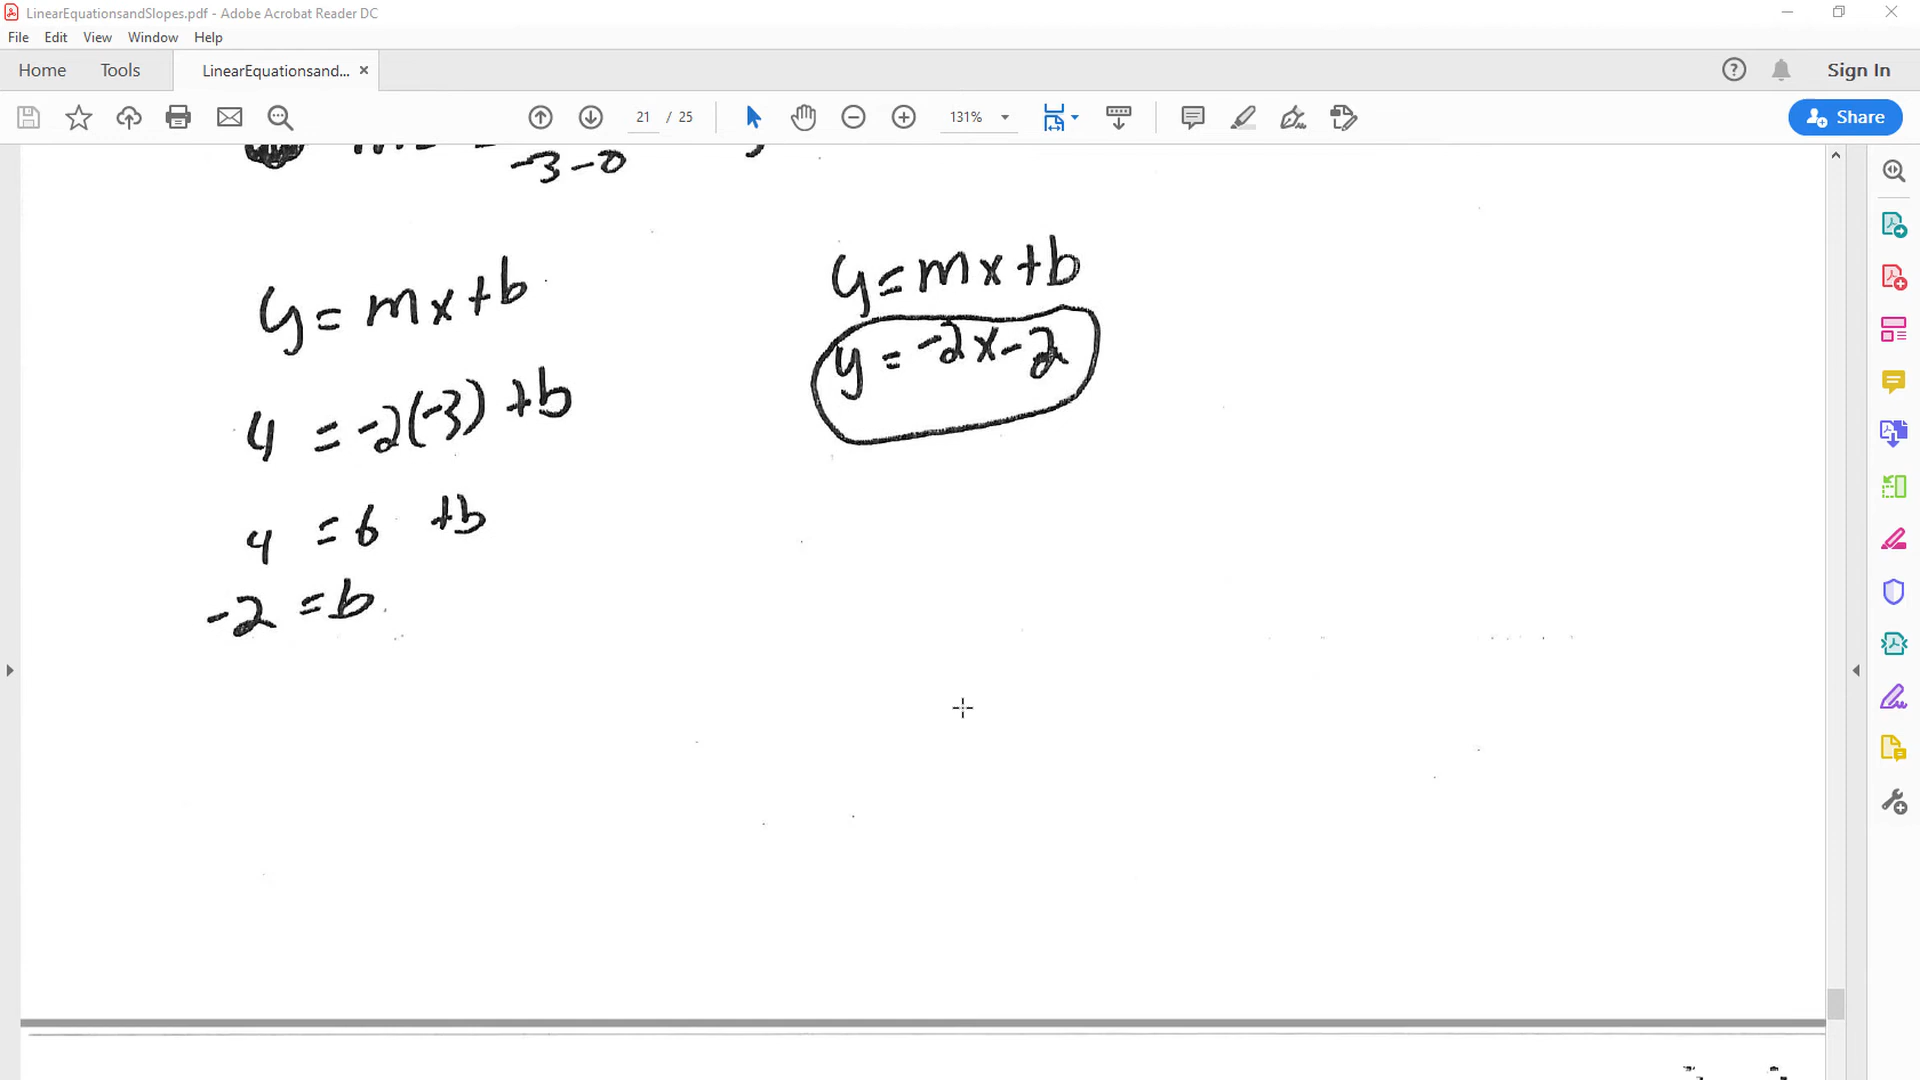 LinearEquationsandSlopes.pdf - Adobe Acrobat Reader DC
File Edit View Window Help
Home Tools LinearEquationsand... × Sign In
21 / 25 131% Share
-3-0
y = mx+b
4 = -2(-3) +b
4 = 6 +b
-2 = b
y = mx+b
y = -2x-2